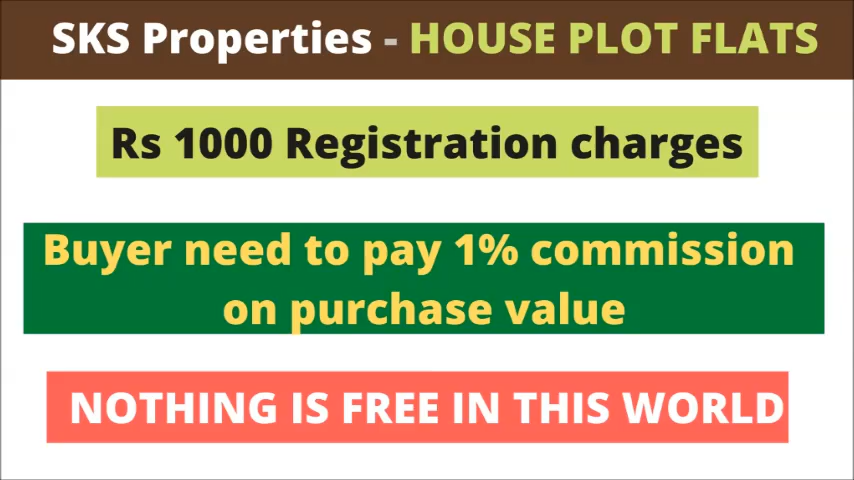 SKS Properties - HOUSE PLOT FLATS
Rs 1000 Registration charges
Buyer need to pay 1% commission
on purchase value
NOTHING IS FREE IN THIS WORLD